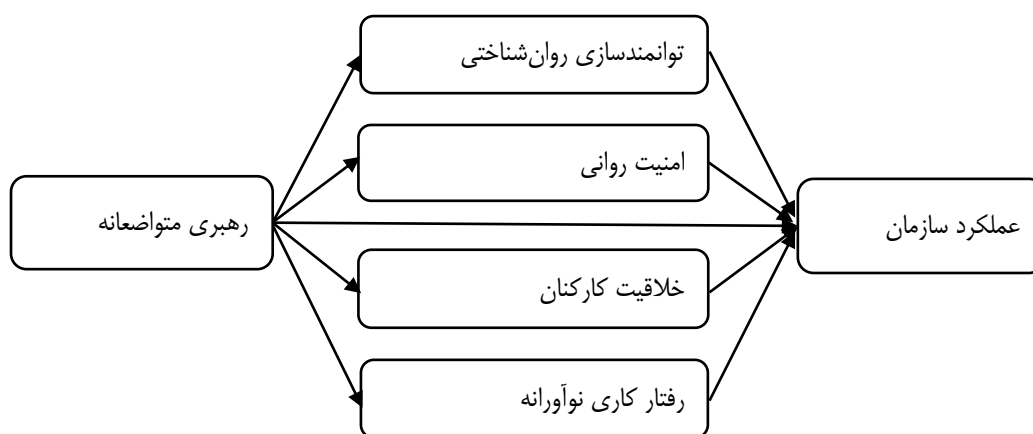 توانمندسازی روان‌شناختی
امنیت روانی
رهبری متواضعانه
عملکرد سازمان
خلاقیت کارکنان
رفتار کاری نوآورانه